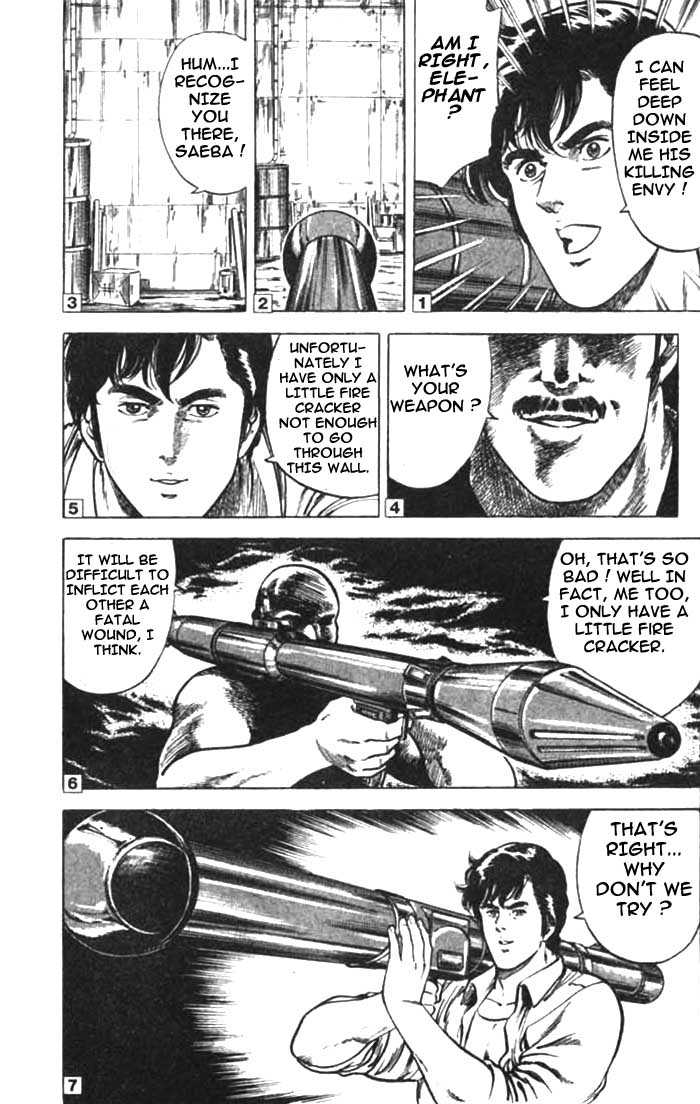 I CAN
FEEL
DEEP
DOWN
INSIDE
ME HIS
KILLING
ENVY !
AM I
RIGHT,
ELE-
PHANT
?
1
2
HUM...I
RECOG-
NIZE
YOU
THERE,
SAEBA !
3
WHAT'S
YOUR
WEAPON ?
4
UNFORTU-
NATELY I
HAVE ONLY A
LITTLE FIRE
CRACKER
NOT ENOUGH
TO GO
THROUGH
THIS WALL.
5
OH, THAT'S SO
BAD ! WELL IN
FACT, ME TOO,
I ONLY HAVE A
LITTLE FIRE
CRACKER.
IT WILL BE
DIFFICULT TO
INFLICT EACH
OTHER A
FATAL
WOUND, I
THINK.
6
THAT'S
RIGHT...
WHY
DON'T WE
TRY ?
7